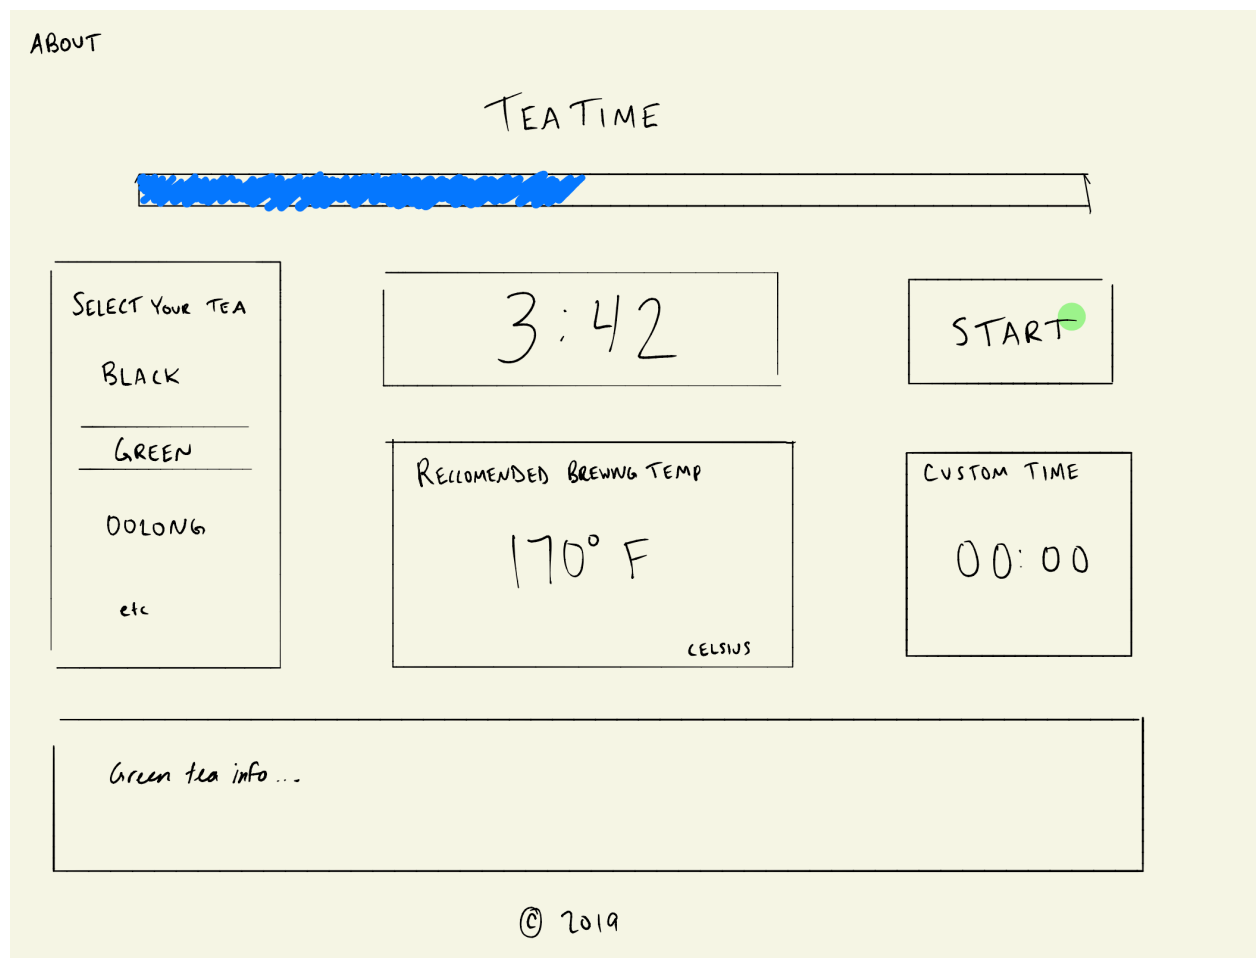 ABOUT
TEA TIME
SELECT YOUR TEA
BLACK
GREEN
OOLONG
etc
3:42
START
RECCOMENDED BREWING TEMP
170° F
CELSIUS
CUSTOM TIME
00:00
Green tea info...
© 2019